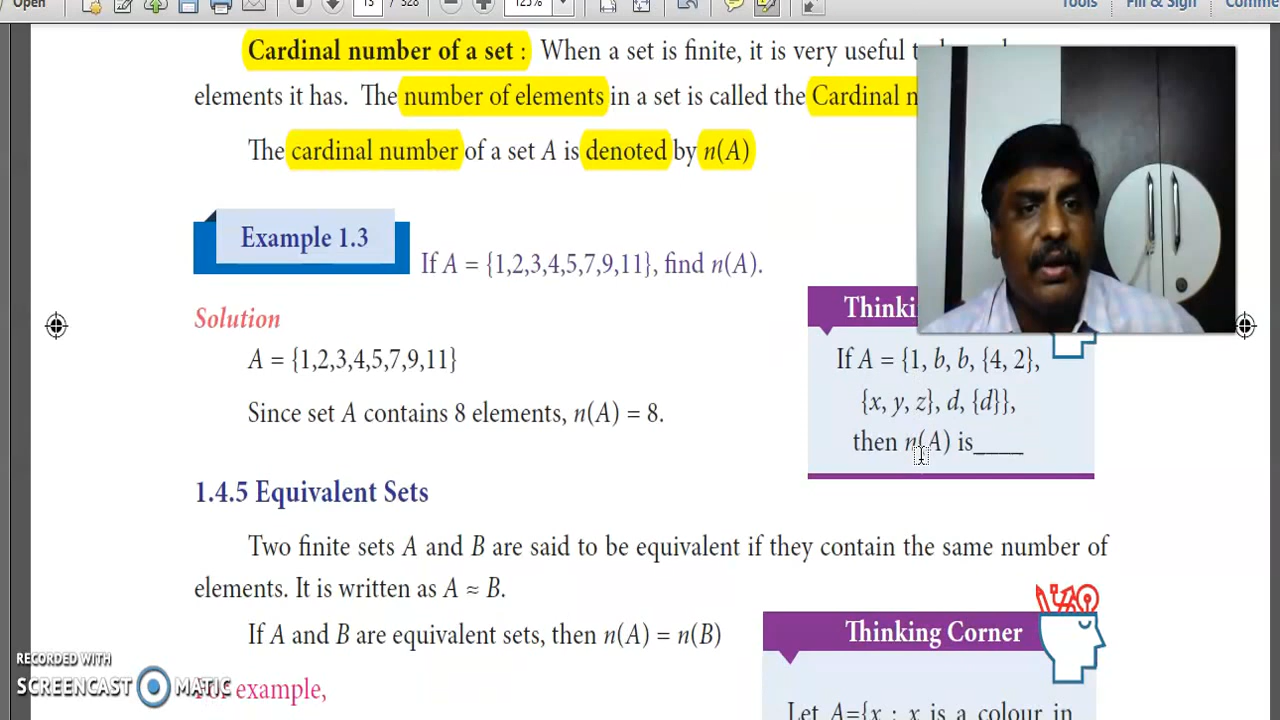 Open
13
/ 328
125%
Tools
Fill & Sign
Comme
Cardinal number of a set : When a set is finite, it is very useful
elements it has. The number of elements in a set is called the Cardinal n
The cardinal number of a set A is denoted by n(A)
Example 1.3
If A = {1,2,3,4,5,7,9,11}, find n(A).
Solution
A = {1,2,3,4,5,7,9,11}
Since set A contains 8 elements, n(A) = 8.
Thinki
If A = {1, b, b, {4, 2},
{x, y, z}, d, {d}},
then n(A) is____
1.4.5 Equivalent Sets
Two finite sets A and B are said to be equivalent if they contain the same number of
elements. It is written as A ≈ B.
If A and B are equivalent sets, then n(A) = n(B)
For example,
Thinking Corner
Let A={x : x is a colour in
RECORDED WITH
SCREENCAST MATIC